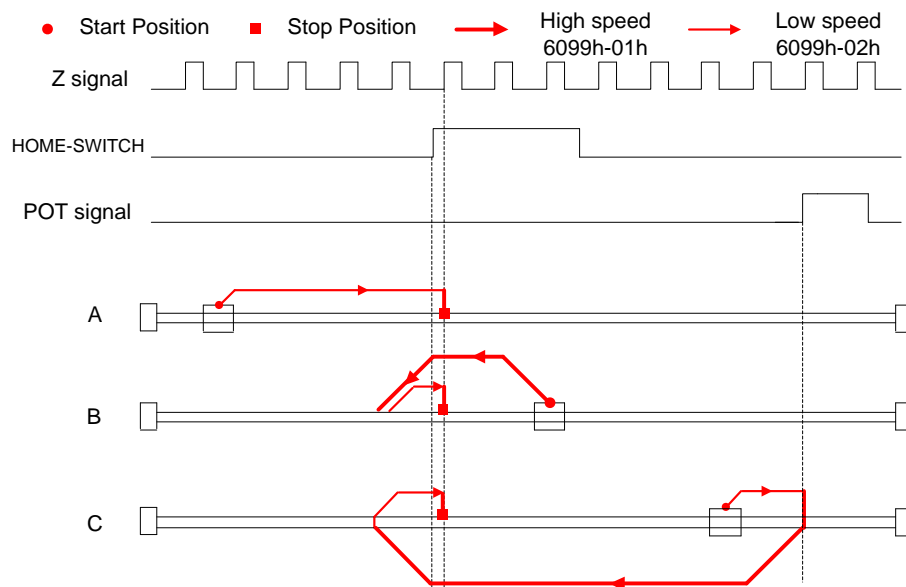 Start Position
Stop Position
High speed
6099h-01h
Low speed
6099h-02h
Z signal
HOME-SWITCH
POT signal
A
B
C